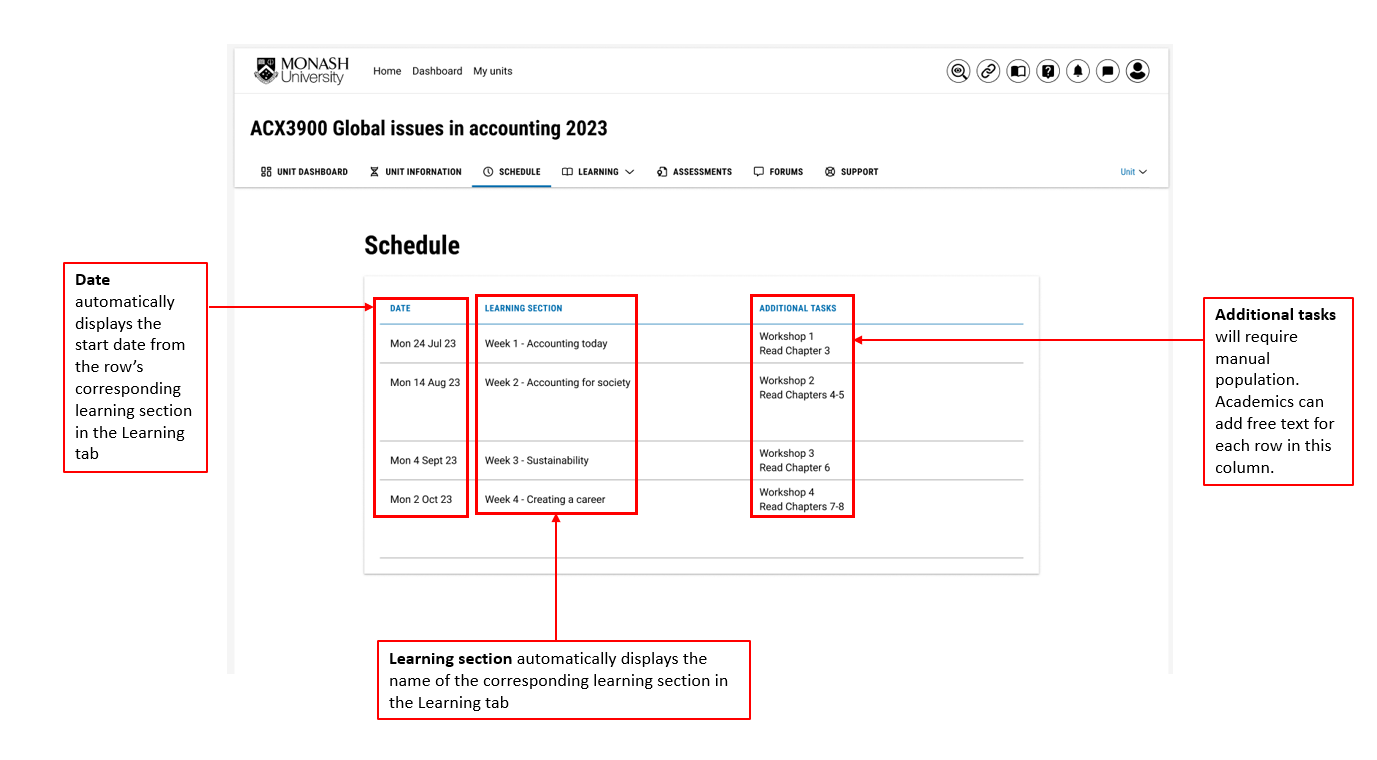 MONASH
University
Home Dashboard My units
ACX3900 Global issues in accounting 2023
UNIT DASHBOARD UNIT INFORMATION SCHEDULE LEARNING ASSESSMENTS FORUMS SUPPORT Unit
Schedule
DATE LEARNING SECTION ADDITIONAL TASKS
Mon 24 Jul 23 Week 1 - Accounting today Workshop 1
Read Chapter 3
Mon 14 Aug 23 Week 2 - Accounting for society Workshop 2
Read Chapters 4-5
Mon 4 Sept 23 Week 3 - Sustainability Workshop 3
Read Chapter 6
Mon 2 Oct 23 Week 4 - Creating a career Workshop 4
Read Chapters 7-8
Date
automatically
displays the
start date from
the row’s
corresponding
learning section
in the Learning
tab
Additional tasks
will require
manual
population.
Academics can
add free text for
each row in this
column.
Learning section automatically displays the
name of the corresponding learning section in
the Learning tab